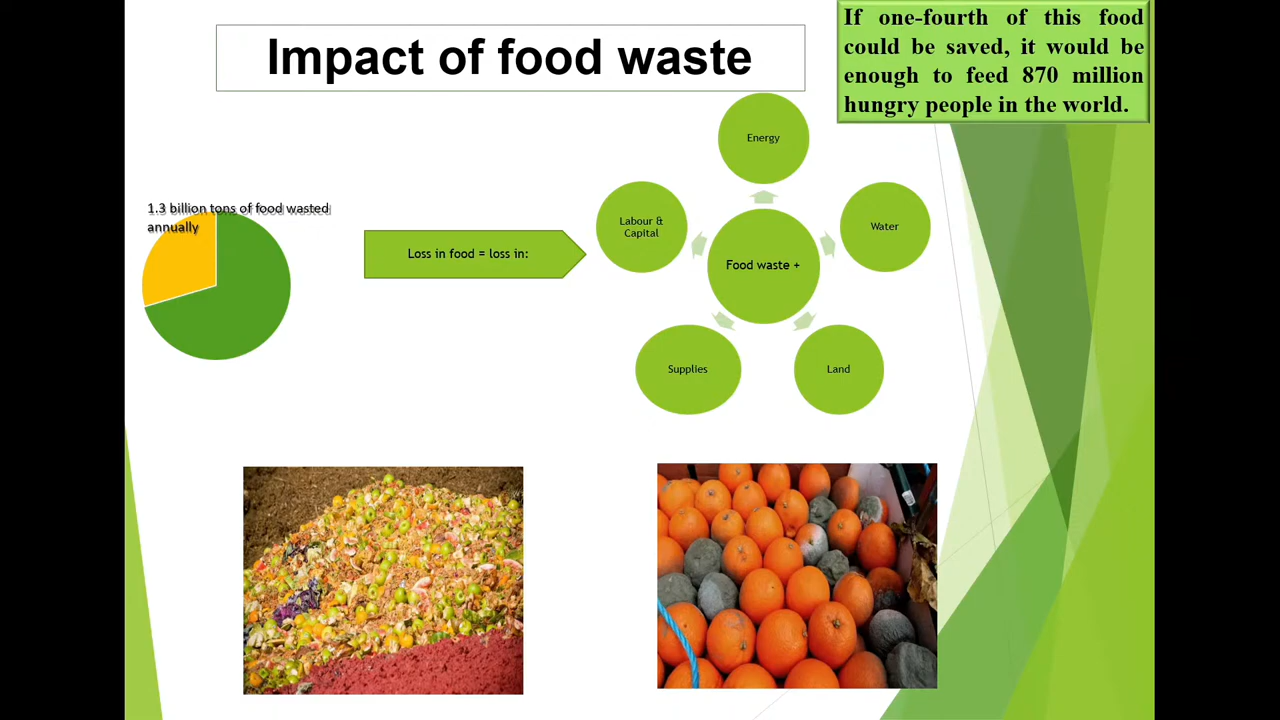 Impact of food waste
If one-fourth of this food
could be saved, it would be
enough to feed 870 million
hungry people in the world.
1.3 billion tons of food wasted
annually
Loss in food = loss in:
Energy
Labour &
Capital
Water
Food waste +
Supplies
Land